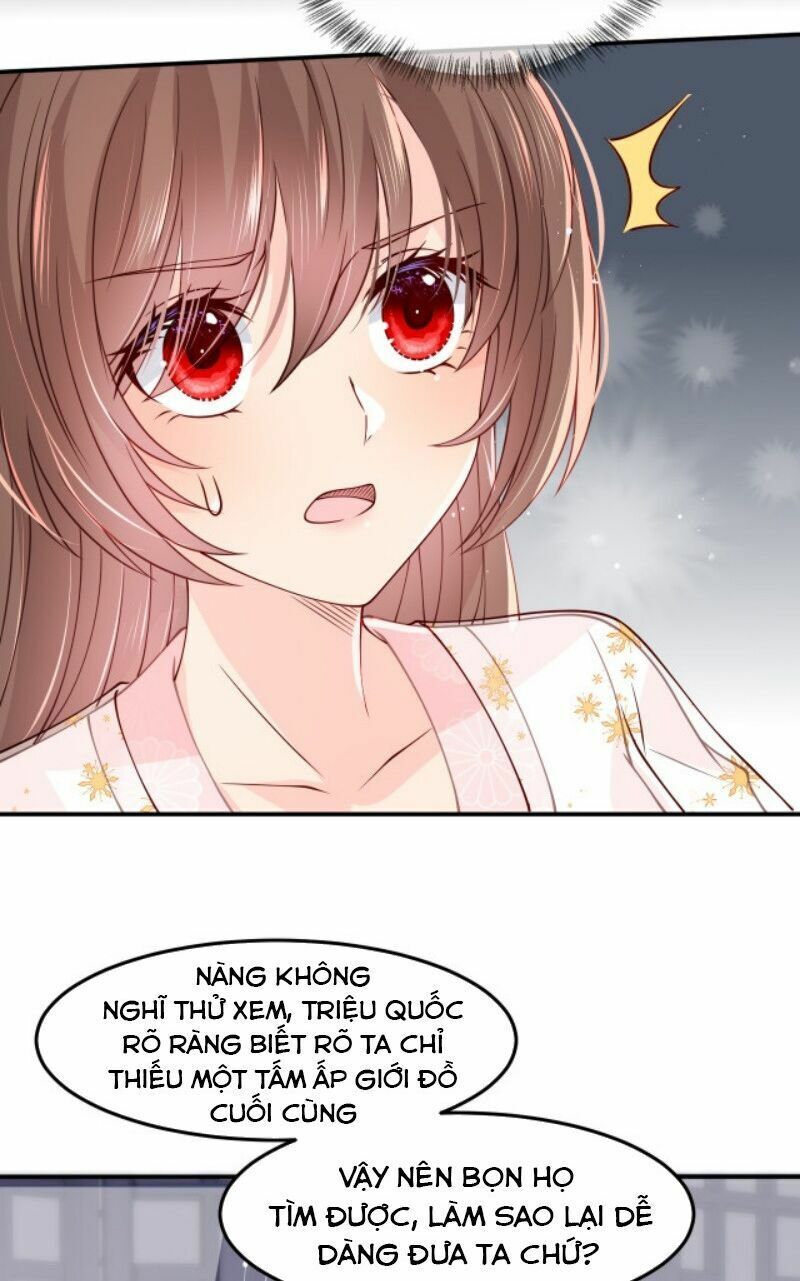 NÀNG KHÔNG
NGHĨ THỬ XEM, TRIỆU QUỐC
RÕ RÀNG BIẾT RÕ TA CHỈ
THIẾU MỘT TẤM ẤP GIỚI ĐỒ
CUỐI CÙNG
VẬY NÊN BỌN HỌ
TÌM ĐƯỢC, LÀM SAO LẠI DỄ
DÀNG ĐƯA TA CHỨ?